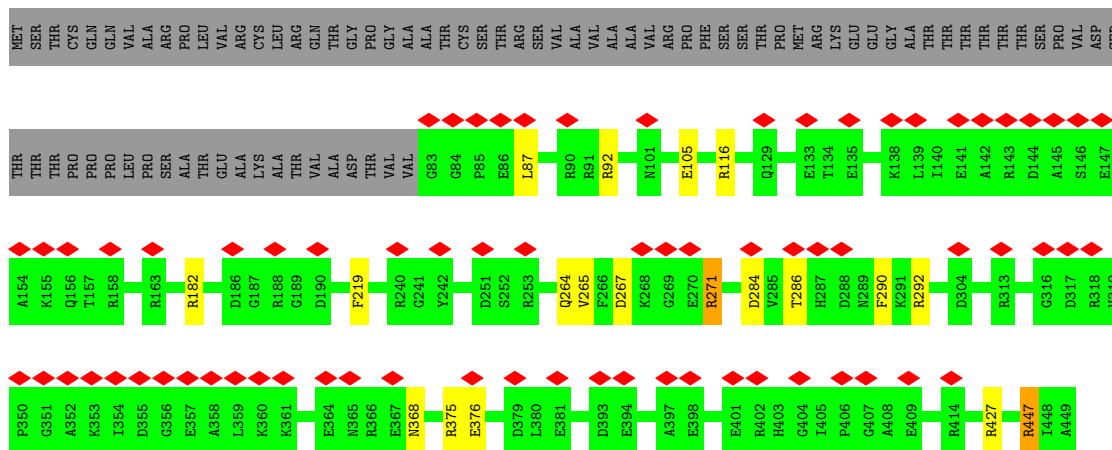 MET SER THR CYS GLN GLN VAL ALA ARG PRO LEU VAL ARG CYS LEU ARG GLN THR GLY PRO GLY ALA ALA THR CYS SER THR ARG SER VAL ALA VAL ALA ALA VAL ARG PRO PHE SER SER THR PRO MET ARG LYS GLU GLU GLY ALA THR THR THR THR THR THR SER PRO VAL ASP
THR THR THR PRO PRO PRO LEU PRO SER ALA THR GLU ALA LYS ALA THR VAL ALA ASP THR VAL VAL G83 G84 P85 E86 L87 R90 R91 R92 N101 E105 R116 Q129 E133 T134 E135 K138 L139 I140 E141 A142 R143 D144 A145 S146 E147
A154 K155 Q156 T157 R158 R163 R182 D186 G187 R188 G189 D190 F219 R240 G241 Y242 D251 S252 R253 Q264 V265 F266 D267 K268 G269 E270 R271 D284 V285 T286 H287 D288 N289 F290 K291 R292 D304 R313 G316 D317 R318
P350 G351 A352 K353 I354 D355 G356 E357 A358 L359 K360 K361 E364 N365 R366 E367 N368 R375 E376 D379 L380 E381 D393 E394 A397 E398 E401 R402 H403 G404 I405 P406 G407 A408 E409 R414 R427 R447 I448 A449